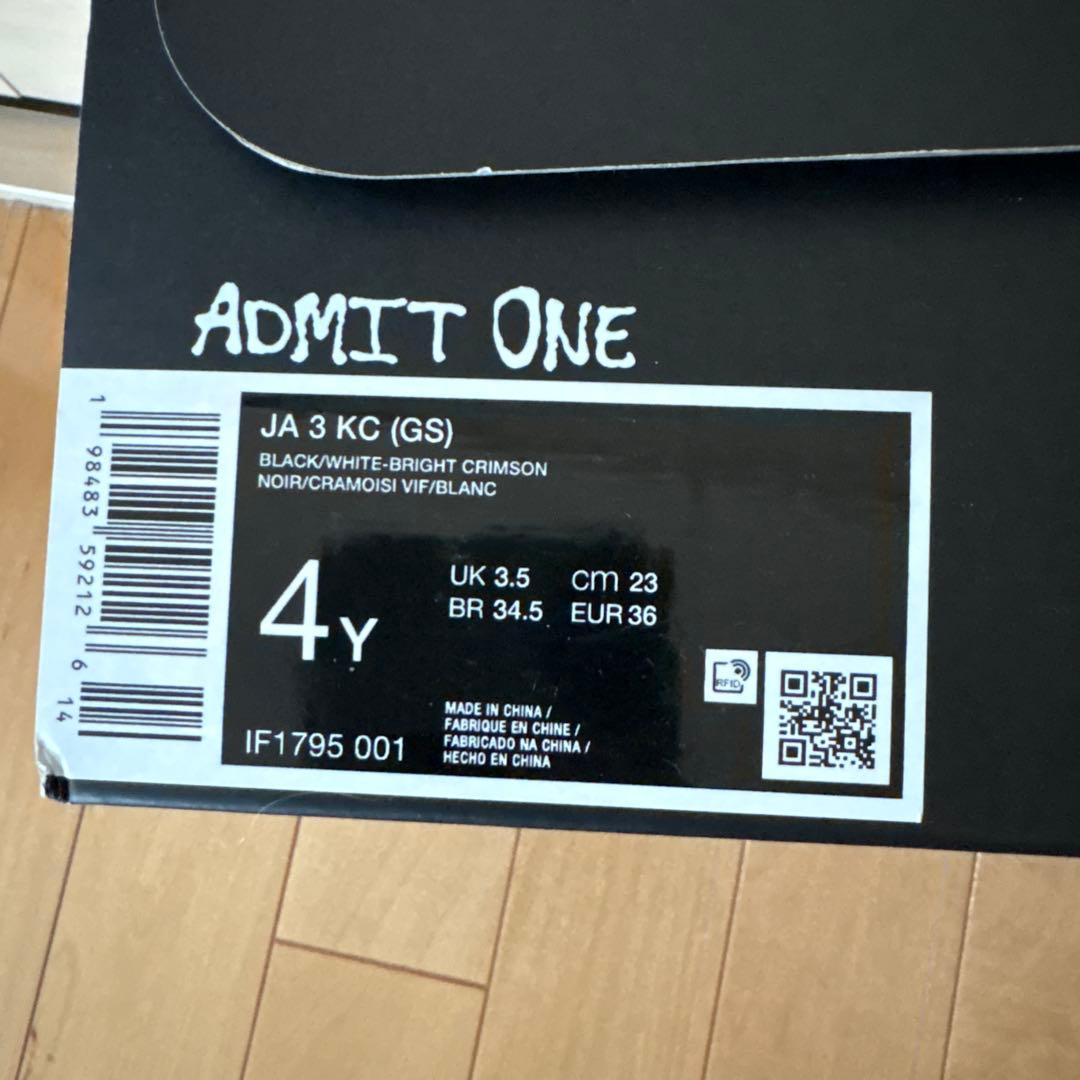 ADMIT ONE
JA 3 KC (GS)
BLACK/WHITE-BRIGHT CRIMSON
NOIR/CRAMOISI VIF/BLANC
4Y
UK 3.5 cm 23
BR 34.5 EUR 36
RFID
MADE IN CHINA /
FABRIQUE EN CHINE /
FABRICADO NA CHINA /
HECHO EN CHINA
IF1795 001
1 98483 59212 6 14